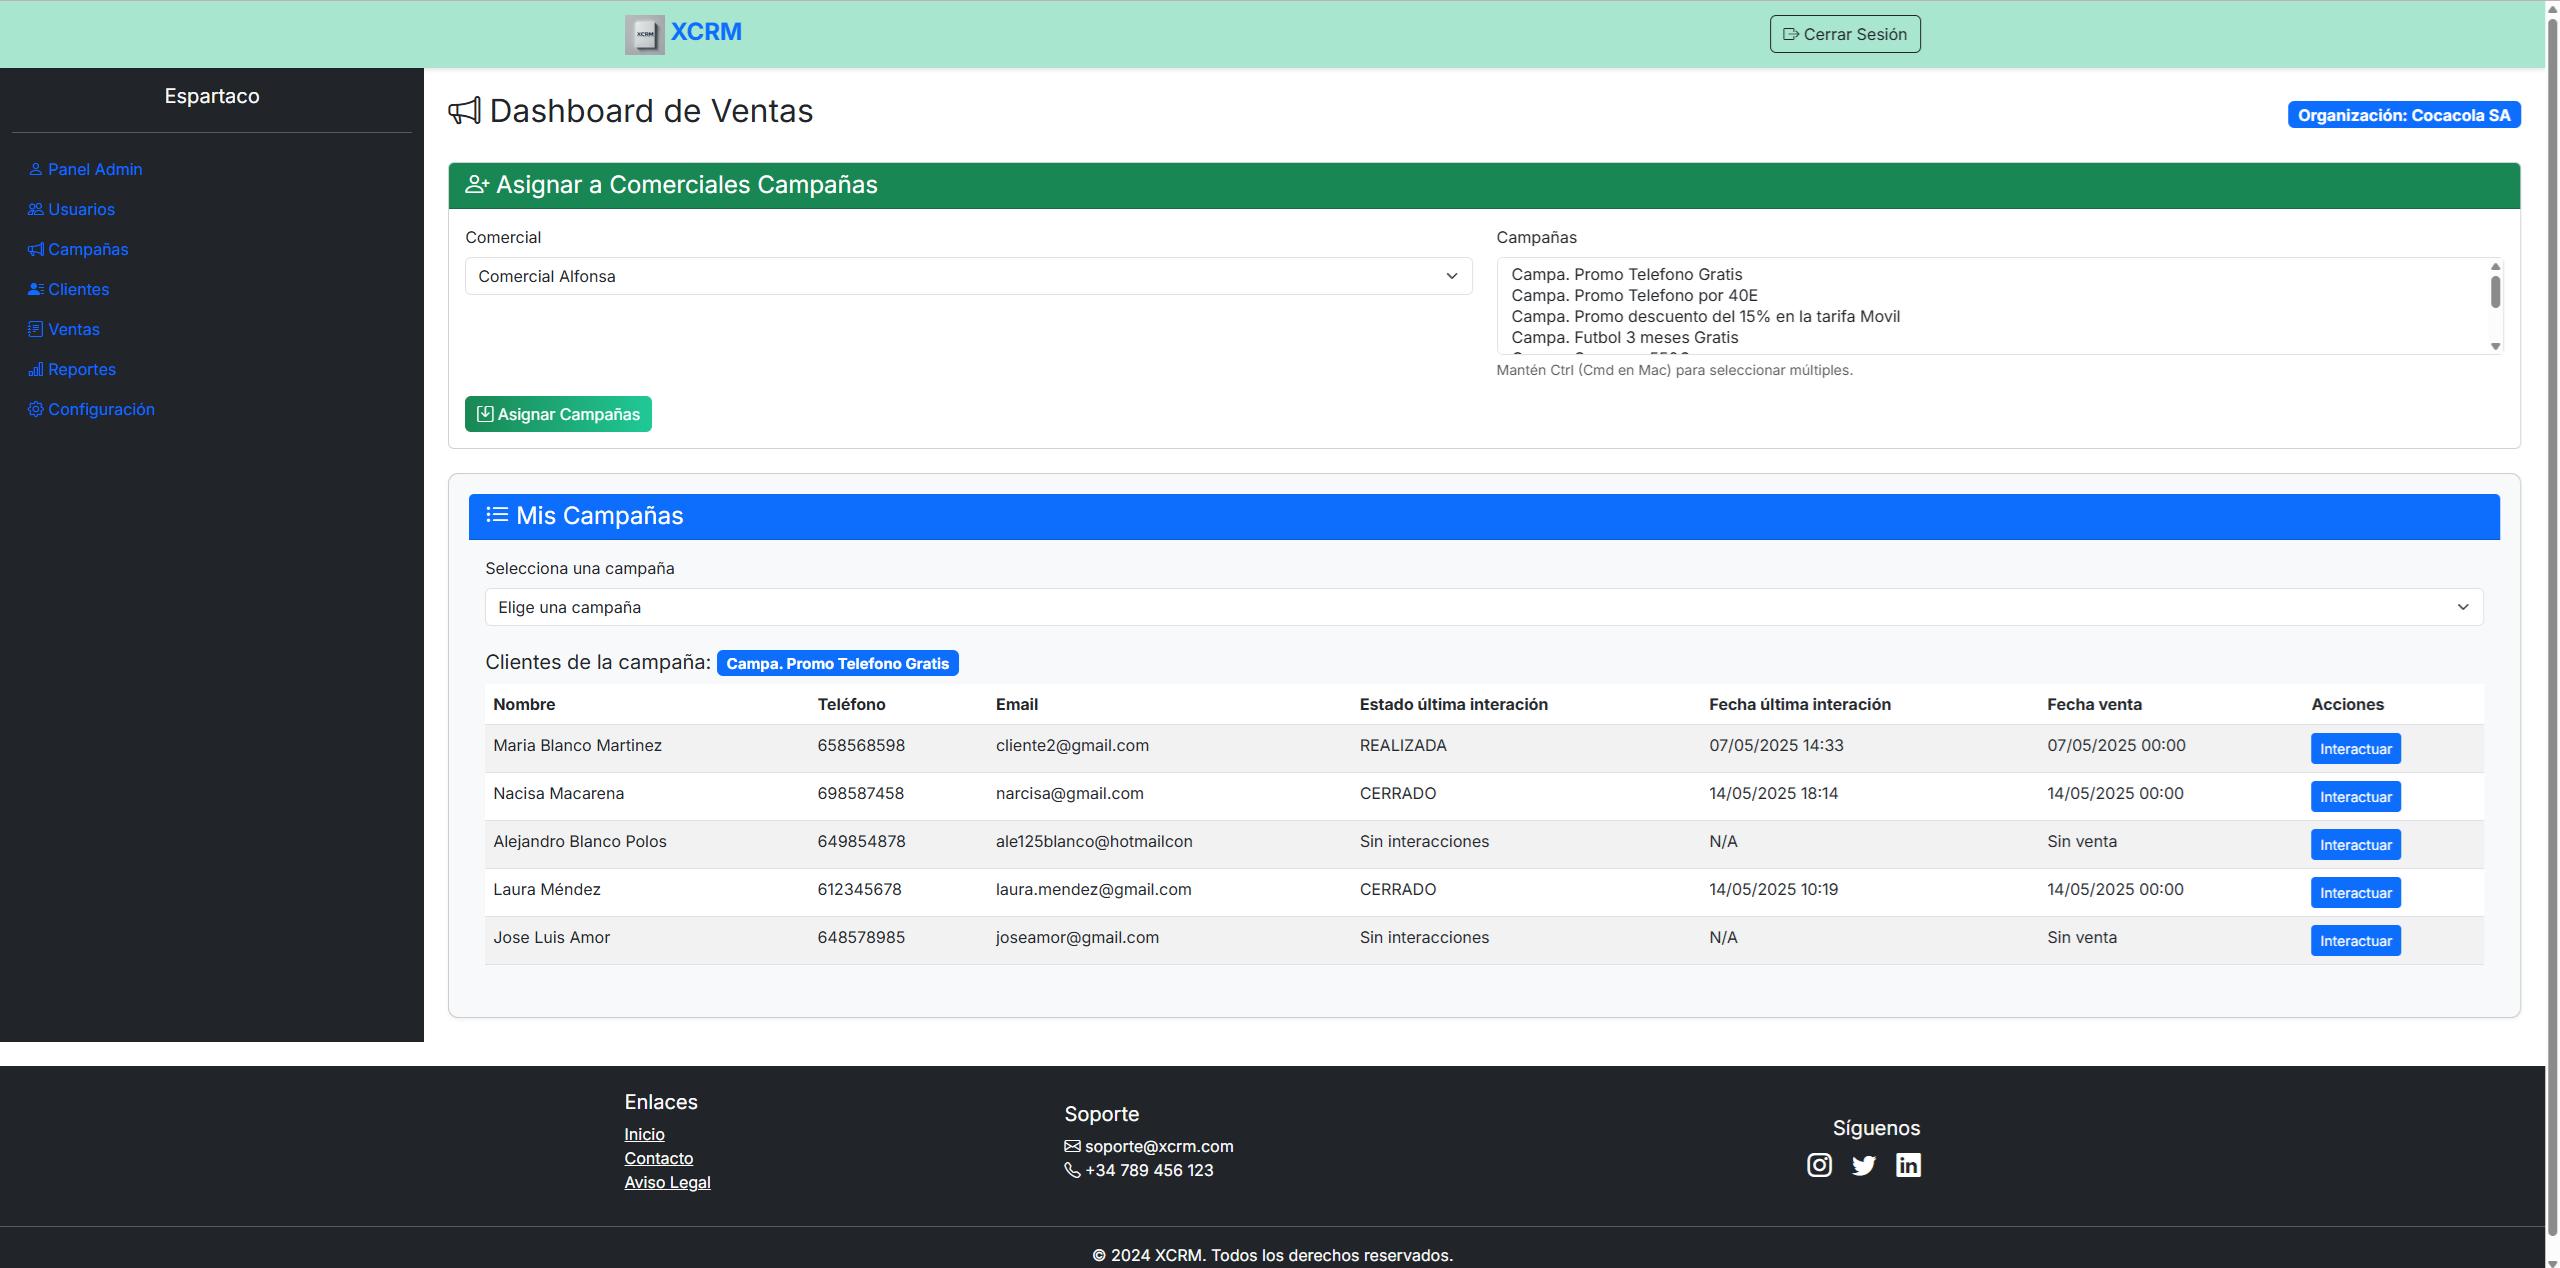 XCRM XCRM
Cerrar Sesión
Espartaco
Panel Admin
Usuarios
Campañas
Clientes
Ventas
Reportes
Configuración
Dashboard de Ventas
Organización: Cocacola SA
Asignar a Comerciales Campañas
Comercial
Comercial Alfonsa
Campañas
Campa. Promo Telefono Gratis
Campa. Promo Telefono por 40E
Campa. Promo descuento del 15% en la tarifa Movil
Campa. Futbol 3 meses Gratis
Mantén Ctrl (Cmd en Mac) para seleccionar múltiples.
Asignar Campañas
Mis Campañas
Selecciona una campaña
Elige una campaña
Clientes de la campaña: Campa. Promo Telefono Gratis
Nombre Teléfono Email Estado última interación Fecha última interación Fecha venta Acciones
Maria Blanco Martinez 658568598 cliente2@gmail.com REALIZADA 07/05/2025 14:33 07/05/2025 00:00 Interactuar
Nacisa Macarena 698587458 narcisa@gmail.com CERRADO 14/05/2025 18:14 14/05/2025 00:00 Interactuar
Alejandro Blanco Polos 649854878 ale125blanco@hotmailcon Sin interacciones N/A Sin venta Interactuar
Laura Méndez 612345678 laura.mendez@gmail.com CERRADO 14/05/2025 10:19 14/05/2025 00:00 Interactuar
Jose Luis Amor 648578985 joseamor@gmail.com Sin interacciones N/A Sin venta Interactuar
Enlaces
Inicio
Contacto
Aviso Legal
Soporte
soporte@xcrm.com
+34 789 456 123
Síguenos
© 2024 XCRM. Todos los derechos reservados.